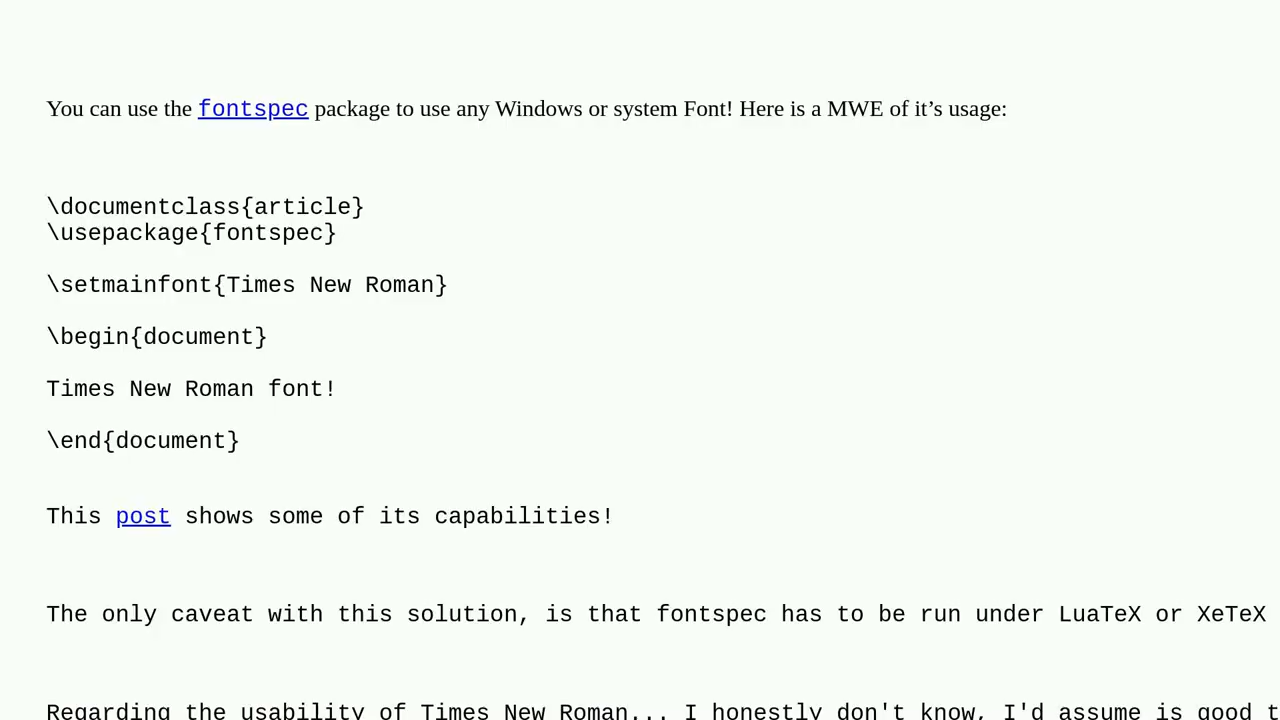 You can use the fontspec package to use any Windows or system Font! Here is a MWE of it’s usage:
\documentclass{article}
\usepackage{fontspec}
\setmainfont{Times New Roman}
\begin{document}
Times New Roman font!
\end{document}
This post shows some of its capabilities!
The only caveat with this solution, is that fontspec has to be run under LuaTeX or XeTeX
Regarding the usability of Times New Roman... I honestly don't know, I'd assume is good